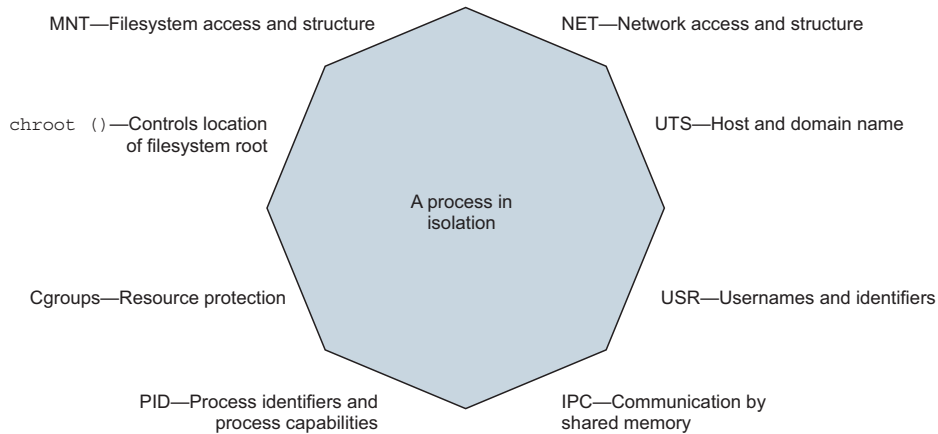 MNT—Filesystem access and structure
NET—Network access and structure
chroot ()—Controls location
of filesystem root
UTS—Host and domain name
A process in
isolation
Cgroups—Resource protection
USR—Usernames and identifiers
PID—Process identifiers and
process capabilities
IPC—Communication by
shared memory